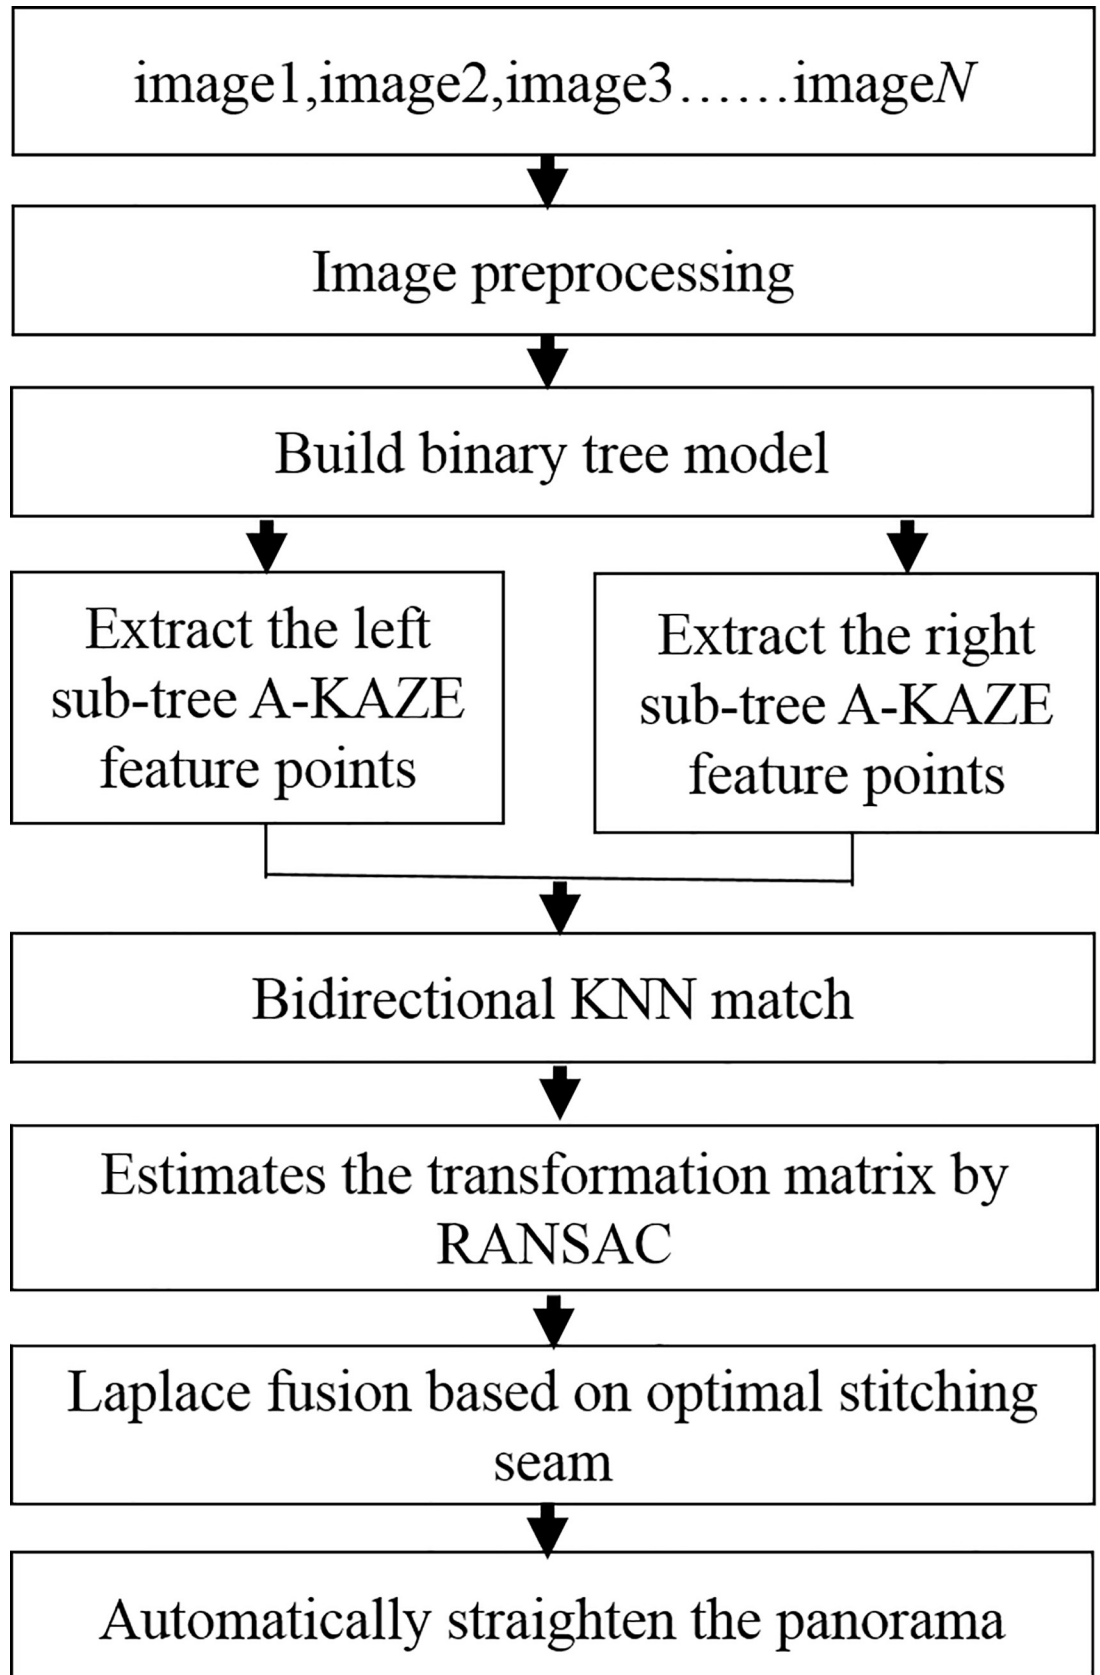 image1,image2,image3……imageN
Image preprocessing
Build binary tree model
Extract the left
sub-tree A-KAZE
feature points
Extract the right
sub-tree A-KAZE
feature points
Bidirectional KNN match
Estimates the transformation matrix by
RANSAC
Laplace fusion based on optimal stitching
seam
Automatically straighten the panorama